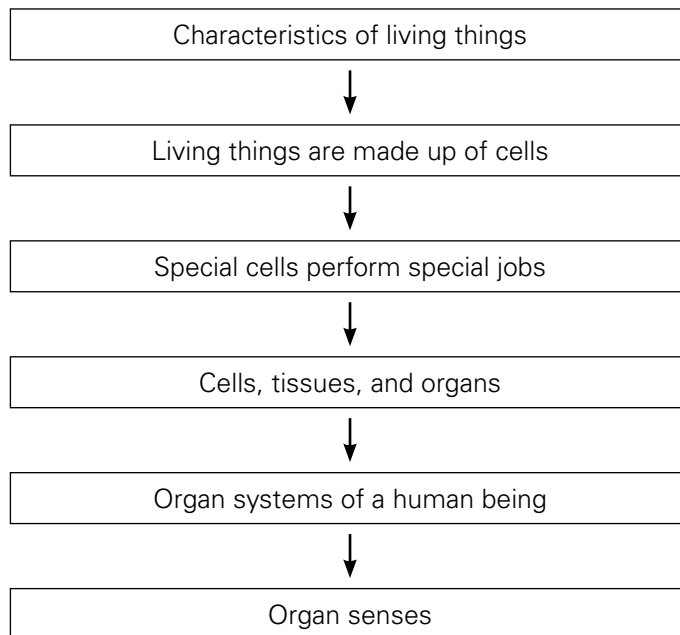 Characteristics of living things
Living things are made up of cells
Special cells perform special jobs
Cells, tissues, and organs
Organ systems of a human being
Organ senses